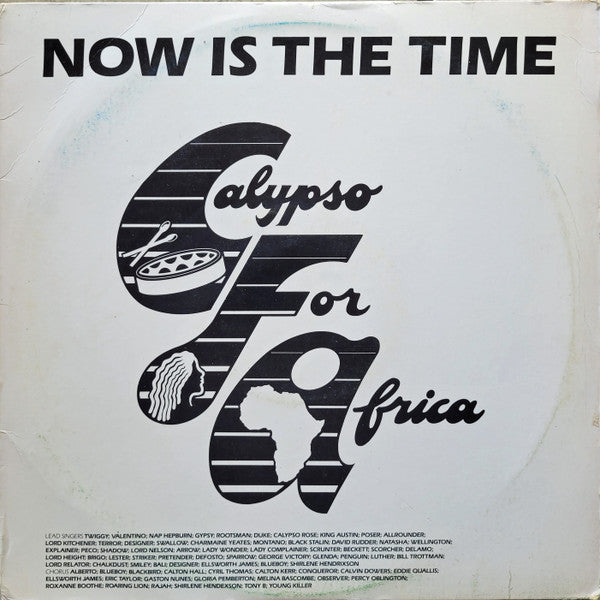 NOW IS THE TIME
Calypso
For
Africa
LEAD SINGERS TWIGGY; VALENTINO; NAP HEPBURN; GYPSY; ROOTSMAN; DUKE; CALYPSO ROSE; KING AUSTIN; POSER; ALLROUNDER;
LORD KITCHENER; TERROR; DESIGNER; SWALLOW; CHARMAINE YEATES; MONTANO; BLACK STALIN; DAVID RUDDER; NATASHA; WELLINGTON;
EXPLAINER; PECO; SHADOW; LORD NELSON; ARROW; LADY WONDER; LADY COMPLAINER; SCRUNTER; BECKETT; SCORCHER; DELAMO;
LORD HEIGHT; BRIGO; LESTER; STRIKER; PRETENDER; DEFOSTO; SPARROW; GEORGE VICTORY; GLENDA; PENGUIN; LUTHER; BILL TROTTMAN;
LORD RELATOR; CHALKDUST; SMILEY; BALI; DESIGNER; ELLSWORTH JAMES; BLUEBOY; SHIRLENE HENDRIXSON
CHORUS ALBERTO; BLUEBOY; BLACKBIRD; CALTON HALL; CYRIL THOMAS; CALTON KERR; CONQUEROR; CALVIN DOWERS; EDDIE QUALLIS;
ELLSWORTH JAMES; ERIC TAYLOR; GASTON NUNES; GLORIA PEMBERTON; MELINA BASCOMBE; OBSERVER; PERCY OBLINGTON;
ROXANNE BOOTHE; ROARING LION; RAJAH; SHIRLENE HENDXSON; TONY B; YOUNG KILLER